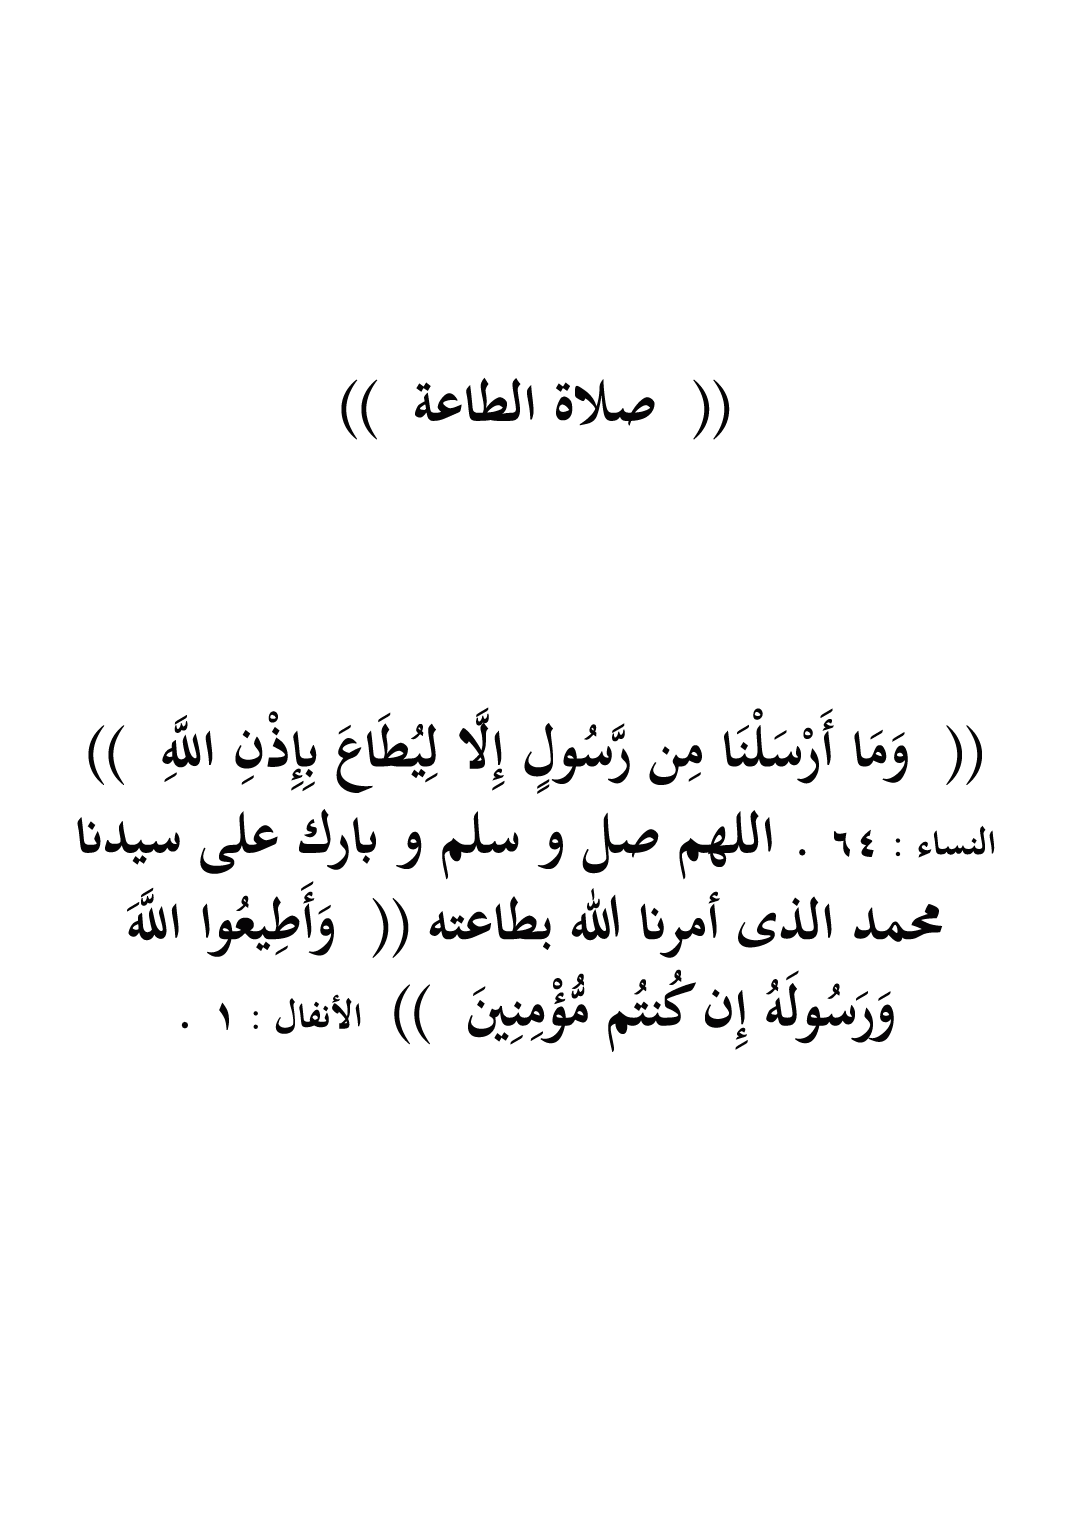 (( صلاة الطاعة ))
(( وَمَا أَرْسَلْنَا مِن رَّسُولٍ إِلَّا لِيُطَاعَ بِإِذْنِ اللَّهِ ))
النساء : ٦٤ . اللهم صل و سلم و بارك على سيدنا
محمد الذى أمرنا الله بطاعته (( وَأَطِيعُوا اللَّهَ
وَرَسُولَهُ إِن كُنتُم مُّؤْمِنِينَ )) الأنفال : ١ .